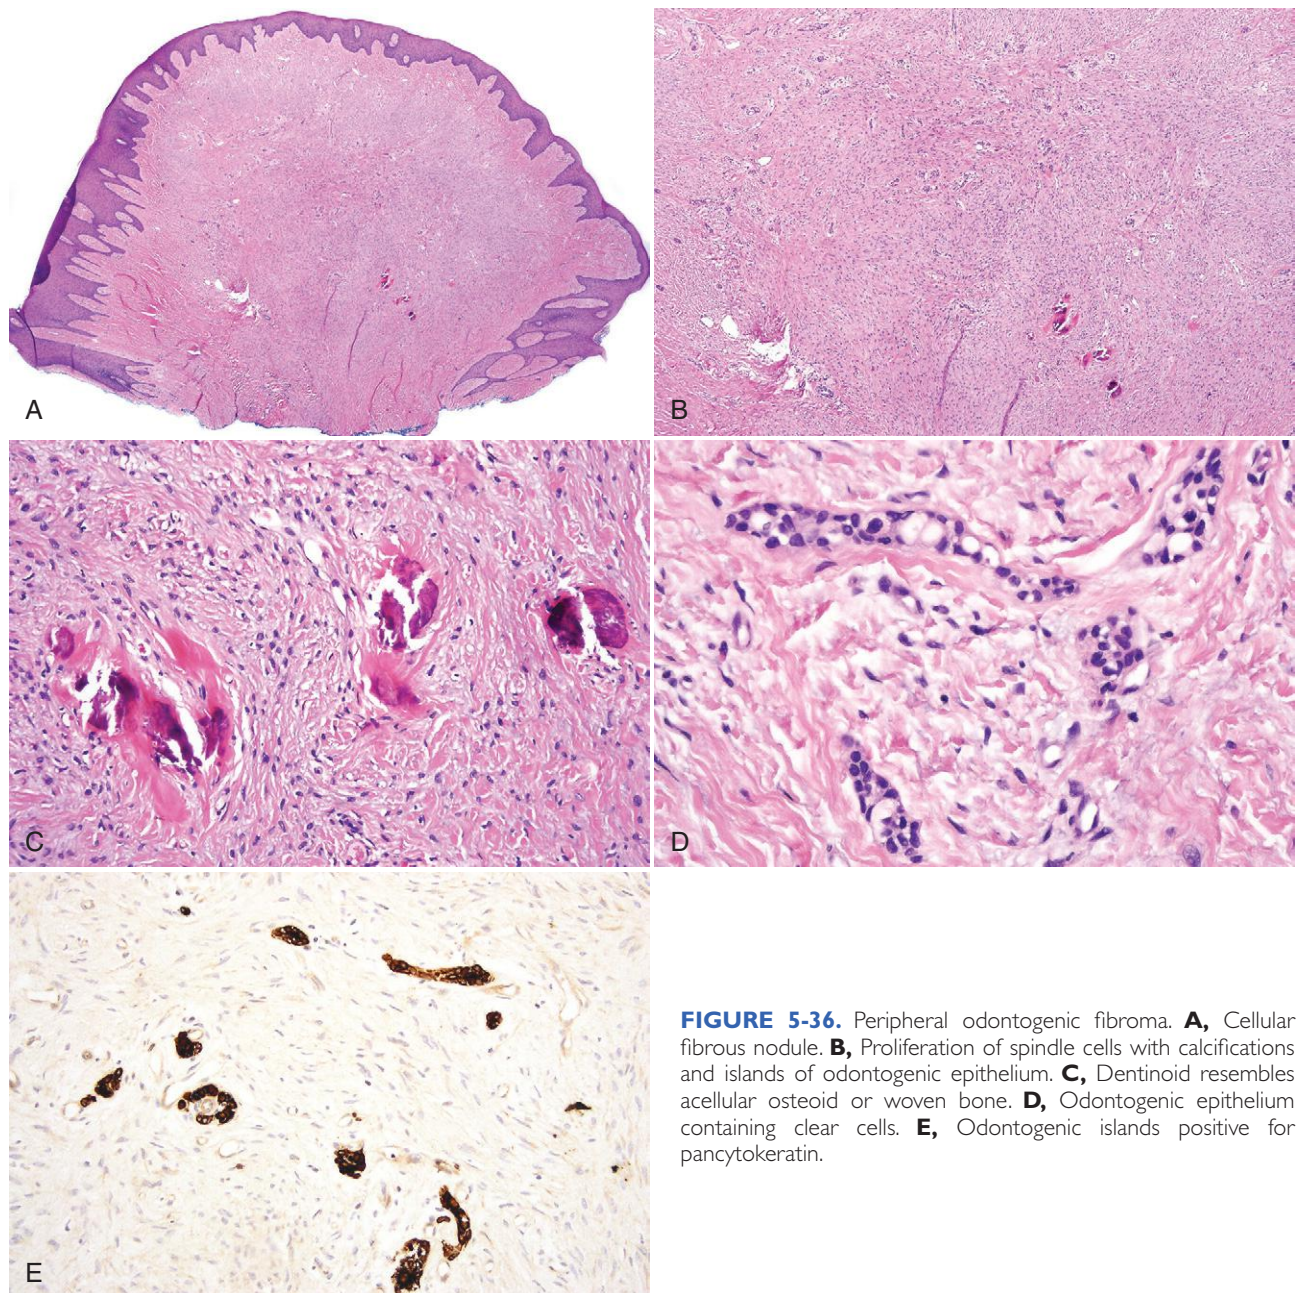 A
B
C
D
E
FIGURE 5-36. Peripheral odontogenic fibroma. A, Cellular
fibrous nodule. B, Proliferation of spindle cells with calcifications
and islands of odontogenic epithelium. C, Dentinoid resembles
acellular osteoid or woven bone. D, Odontogenic epithelium
containing clear cells. E, Odontogenic islands positive for
pancytokeratin.